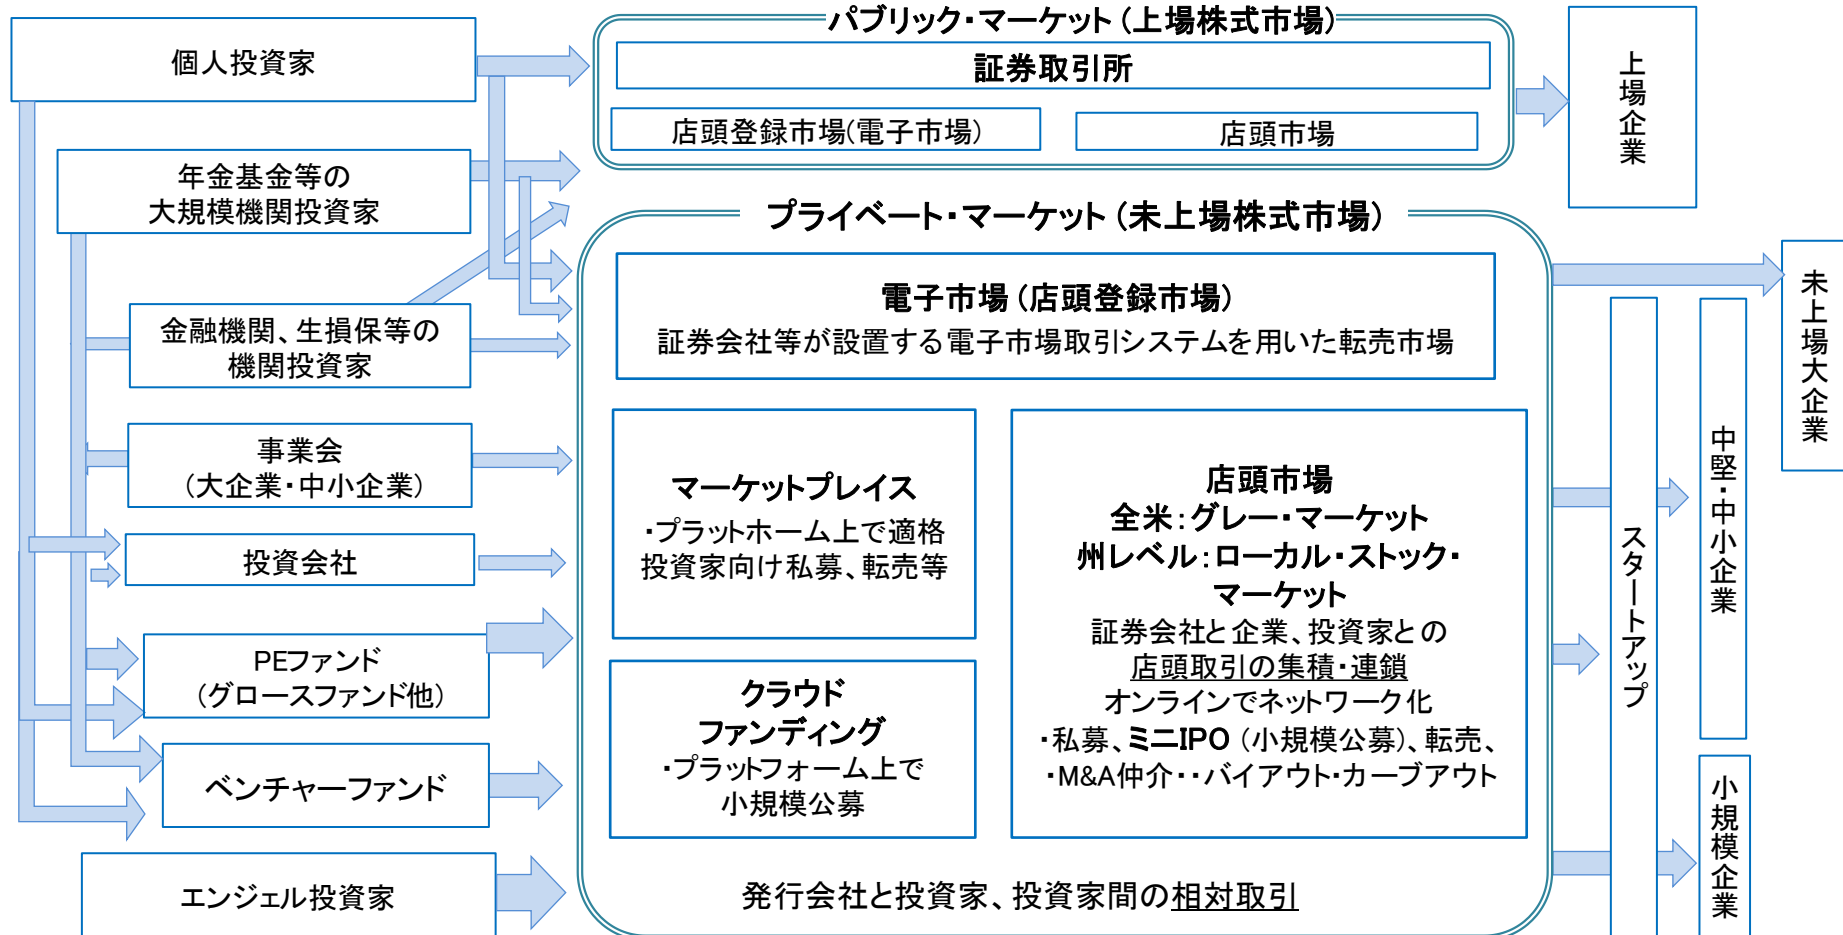 パブリック・マーケット（上場株式市場）
証券取引所
店頭登録市場(電子市場)
店頭市場
個人投資家
年金基金等の
大規模機関投資家
金融機関、生損保等の
機関投資家
事業会
（大企業・中小企業）
投資会社
PEファンド
（グロースファンド他）
ベンチャーファンド
エンジェル投資家
プライベート・マーケット（未上場株式市場）
電子市場（店頭登録市場）
証券会社等が設置する電子市場取引システムを用いた転売市場
マーケットプレイス
・プラットホーム上で適格
投資家向け私募、転売等
クラウド
ファンディング
・プラットフォーム上で
小規模公募
店頭市場
全米：グレー・マーケット
州レベル：ローカル・ストック・
マーケット
証券会社と企業、投資家との
店頭取引の集積・連鎖
オンラインでネットワーク化
・私募、ミニIPO（小規模公募）、転売、
・M&A仲介・・バイアウト・カーブアウト
発行会社と投資家、投資家間の相対取引
上場企業
未上場大企業
中堅・中小企業
スタートアップ
小規模企業